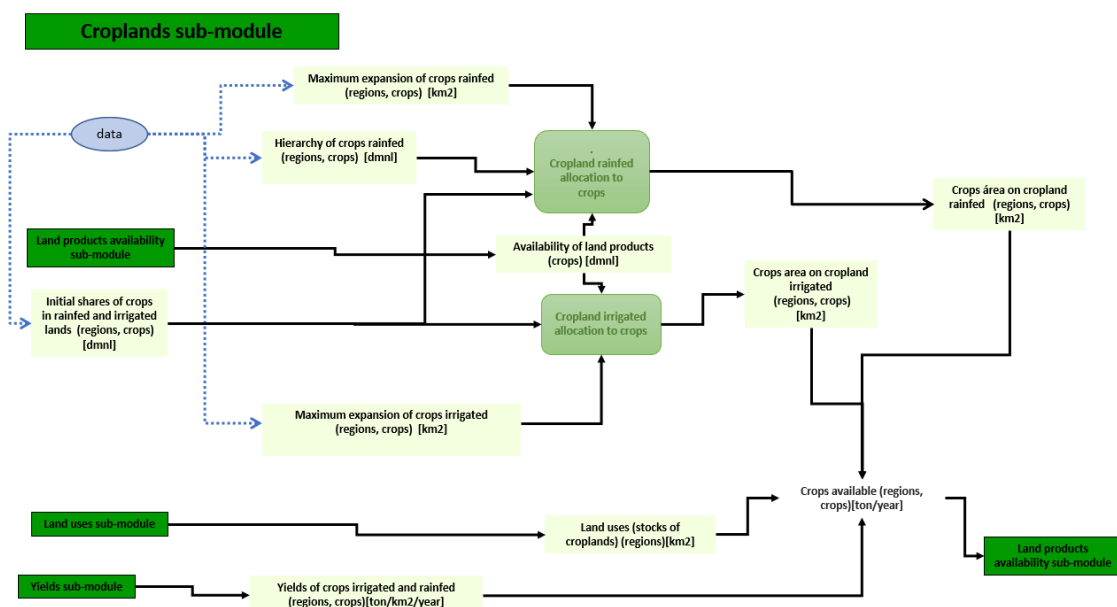 Croplands sub-module
Maximum expansion of crops rainfed
(regions, crops) [km2]
data
Hierarchy of crops rainfed
(regions, crops) [dmnl]
.
Cropland rainfed
allocation to
crops
Crops área on cropland
rainfed (regions, crops)
[km2]
Land products availability
sub-module
Availability of land products
(crops) [dmnl]
Crops area on cropland
irrigated
(regions, crops)
[km2]
Initial shares of crops
in rainfed and irrigated
lands (regions, crops)
[dmnl]
Cropland irrigated
allocation to crops
Maximum expansion of crops irrigated
(regions, crops) [km2]
Crops available (regions,
crops)[ton/year]
Land uses sub-module
Land uses (stocks of
croplands) (regions)[km2]
Land products
availability sub-module
Yields sub-module
Yields of crops irrigated and rainfed
(regions, crops)[ton/km2/year]